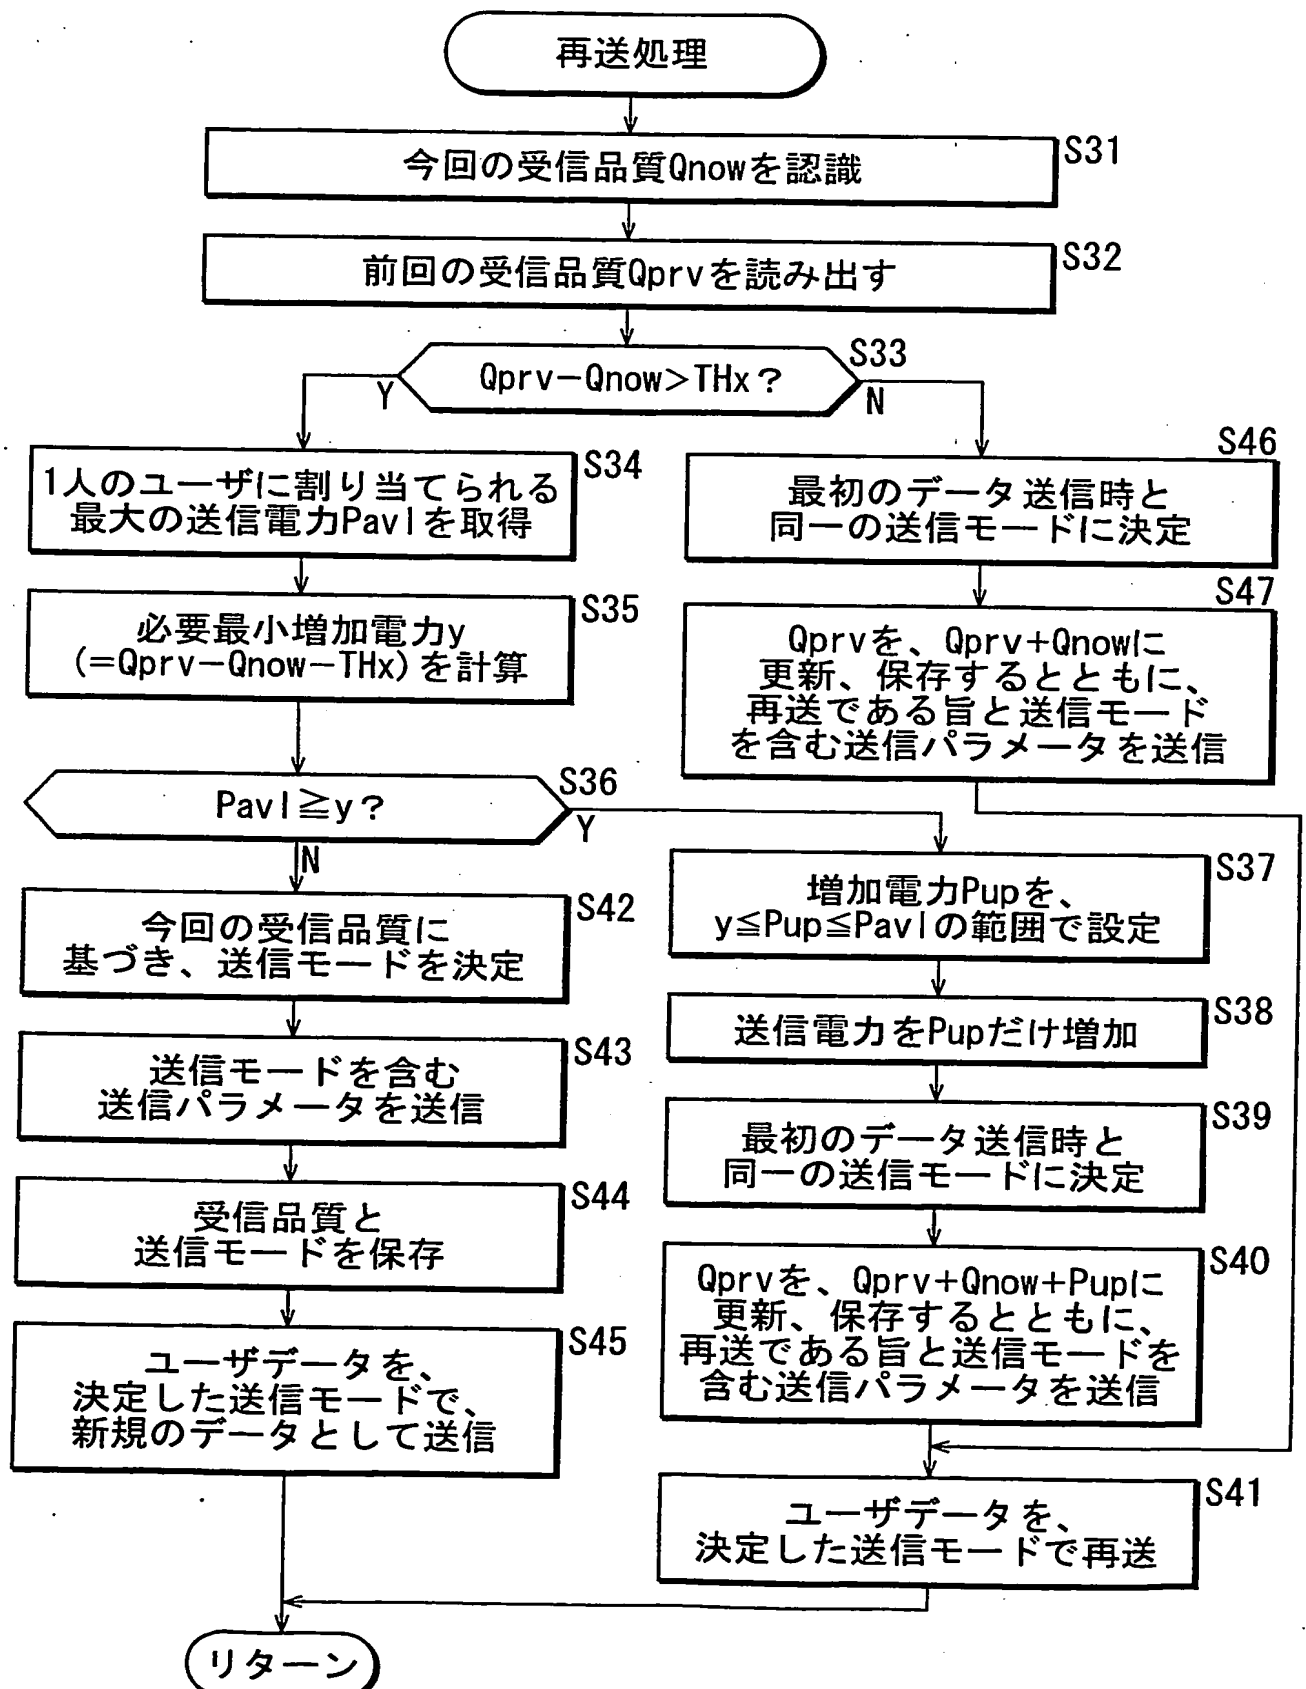 再送処理
S31
今回の受信品質Qnowを認識
S32
前回の受信品質Qprvを読み出す
S33
Qprv−Qnow>THx?
Y
N
S34
1人のユーザに割り当てられる
最大の送信電力Pavlを取得
S35
必要最小増加電力y
(=Qprv−Qnow−THx)を計算
S36
Pavl≧y?
Y
N
S42
今回の受信品質に
基づき、送信モードを決定
S43
送信モードを含む
送信パラメータを送信
S44
受信品質と
送信モードを保存
S45
ユーザデータを、
決定した送信モードで、
新規のデータとして送信
S46
最初のデータ送信時と
同一の送信モードに決定
S47
Qprvを、Qprv+Qnowに
更新、保存するとともに、
再送である旨と送信モード
を含む送信パラメータを送信
S37
増加電力Pupを、
y≦Pup≦Pavlの範囲で設定
S38
送信電力をPupだけ増加
S39
最初のデータ送信時と
同一の送信モードに決定
S40
Qprvを、Qprv+Qnow+Pupに
更新、保存するとともに、
再送である旨と送信モードを
含む送信パラメータを送信
S41
ユーザデータを、
決定した送信モードで再送
リターン